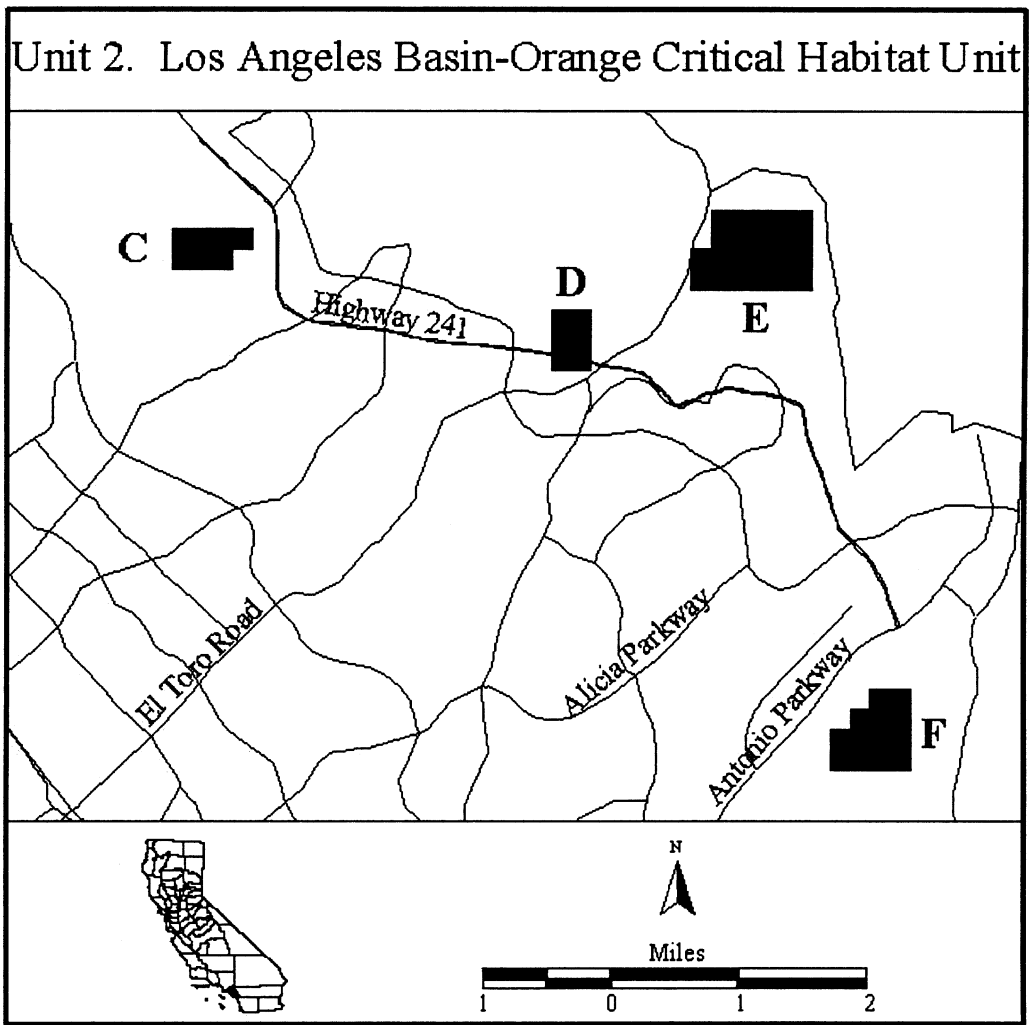 Unit 2. Los Angeles Basin-Orange Critical Habitat Unit
C
D
E
Highway 241
El Toro Road
Alicia Parkway
Antonio Parkway
F
N
Miles
1 0 1 2